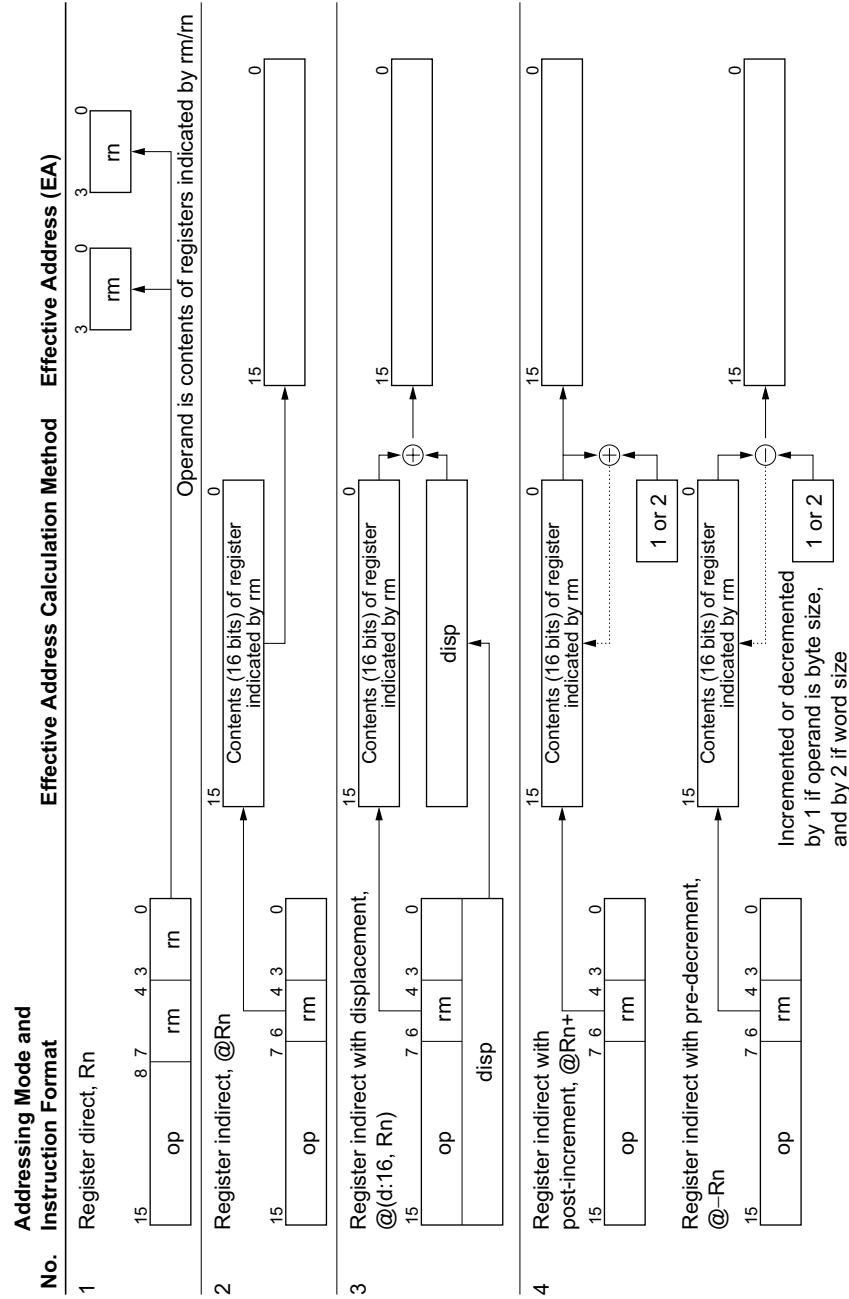 Addressing Mode and
No. Instruction Format Effective Address Calculation Method Effective Address (EA)
1 Register direct, Rn
15 8 7 4 3 0
op rm rn
3 0 3 0
rm rn
Operand is contents of registers indicated by rm/rn
2 Register indirect, @Rn
15 7 6 4 3 0
op rm
15 0
Contents (16 bits) of register
indicated by rm
15 0
3 Register indirect with displacement,
@(d:16, Rn)
15 7 6 4 3 0
op rm
disp
15 0
Contents (16 bits) of register
indicated by rm
disp
15 0
4 Register indirect with
post-increment, @Rn+
15 7 6 4 3 0
op rm
15 0
Contents (16 bits) of register
indicated by rm
1 or 2
15 0
Register indirect with pre-decrement,
@−Rn
15 7 6 4 3 0
op rm
15 0
Contents (16 bits) of register
indicated by rm
1 or 2
15 0
Incremented or decremented
by 1 if operand is byte size,
and by 2 if word size